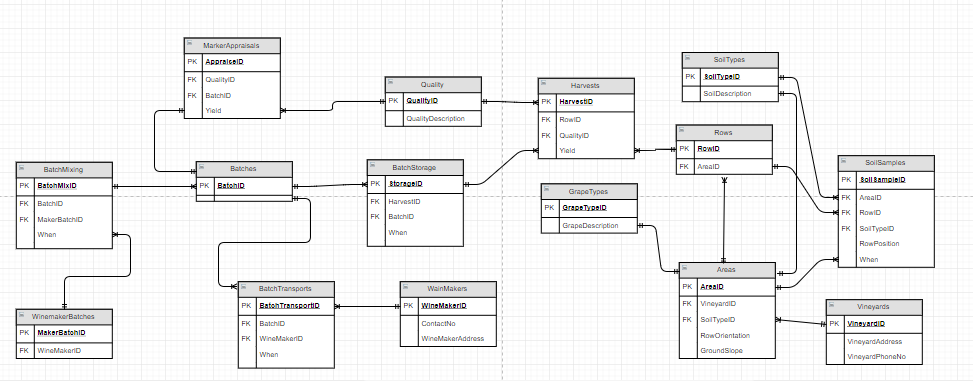 MarkerAppraisals
PK AppraiseID
FK QualityID
FK BatchID
FK Yield
Quality
PK QualityID
QualityDescription
Harvests
PK HarvestID
FK RowID
FK QualityID
FK Yield
SoilTypes
PK SoilTypeID
SoilDescription
Rows
PK RowID
FK AreaID
SoilSamples
PK SoilSampleID
FK AreaID
FK RowID
FK SoilTypeID
RowPosition
FK When
BatchMixing
PK BatchMixID
FK BatchID
FK MakerBatchID
When
Batches
PK BatchID
BatchStorage
PK StorageID
FK HarvestID
FK BatchID
When
GrapeTypes
PK GrapeTypeID
GrapeDescription
WinemakerBatches
PK MakerBatchID
FK WineMakerID
BatchTransports
PK BatchTransportID
FK BatchID
FK WineMakerID
When
WainMakers
PK WineMakerID
ContactNo
WineMakerAddress
Areas
PK AreaID
FK VineyardID
FK SoilTypeID
RowOrientation
GroundSlope
Vineyards
PK VineyardID
VineyardAddress
VineyardPhoneNo